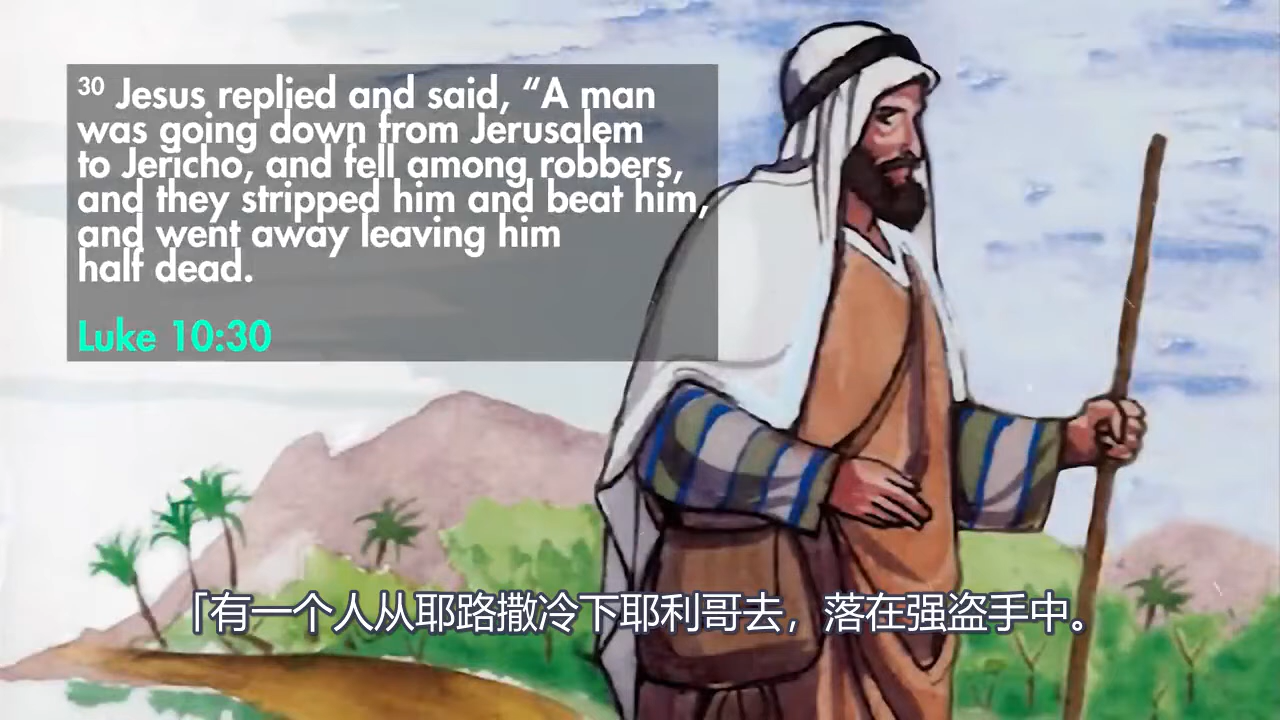 30 Jesus replied and said, “A man
was going down from Jerusalem
to Jericho, and fell among robbers,
and they stripped him and beat him,
and went away leaving him
half dead.
Luke 10:30
「有一个人从耶路撒冷下耶利哥去，落在强盗手中。